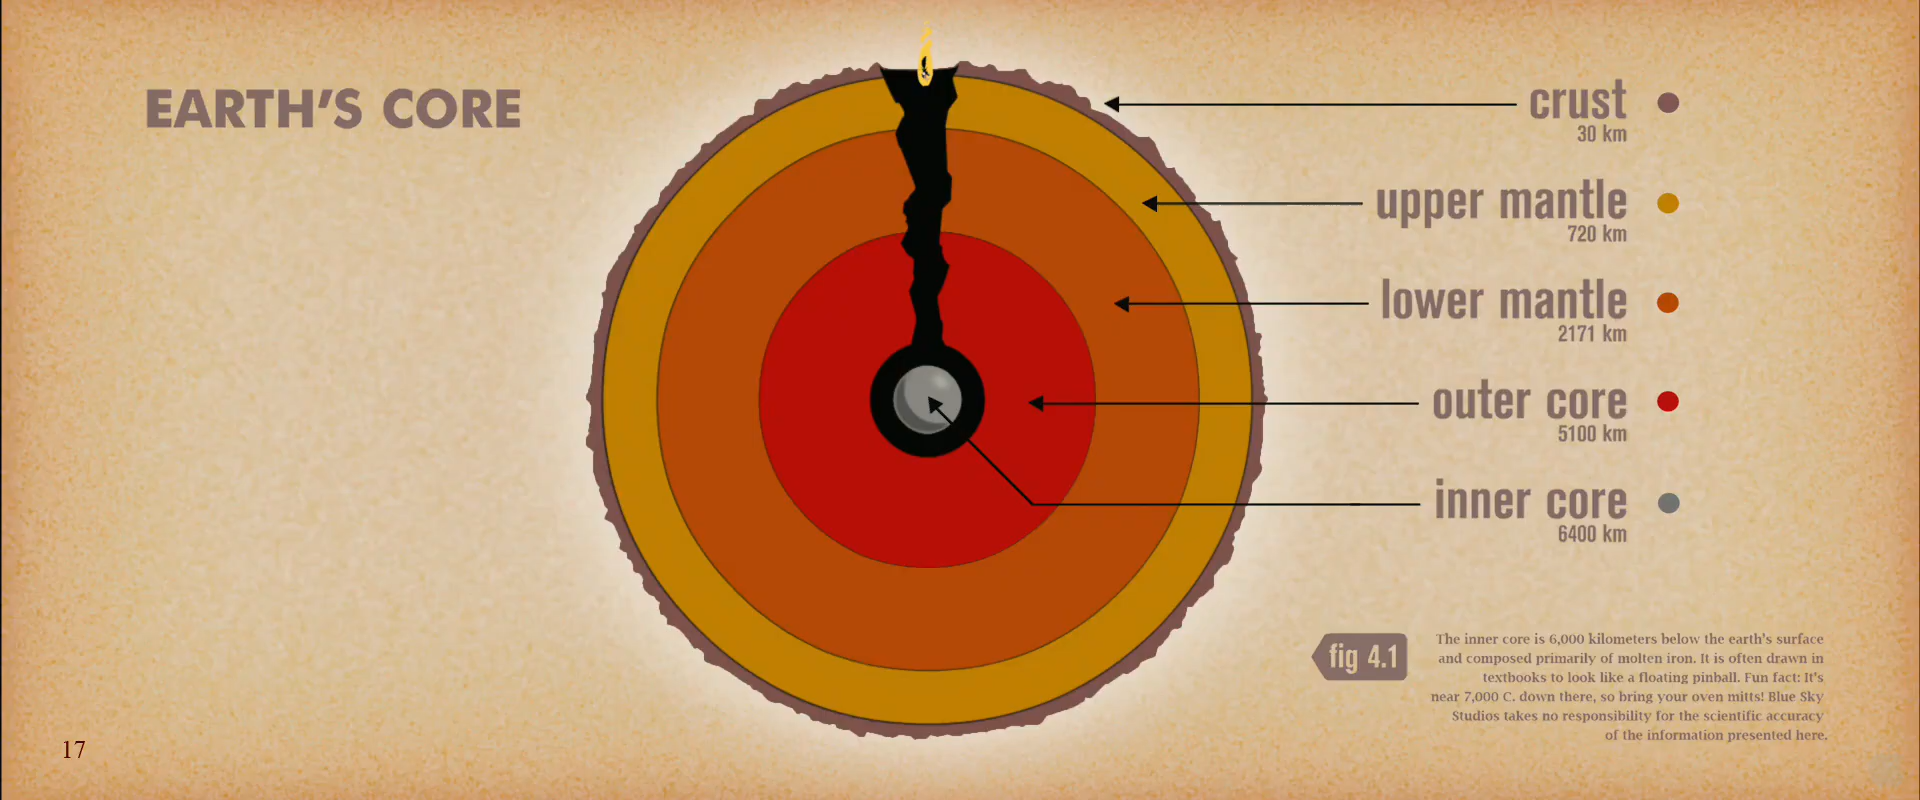 EARTH'S CORE
crust
30 km
upper mantle
720 km
lower mantle
2171 km
outer core
5100 km
inner core
6400 km
fig 4.1
The inner core is 6,000 kilometers below the earth's surface
and composed primarily of molten iron. It is often drawn in
textbooks to look like a floating pinball. Fun fact: It's
near 7,000 C. down there, so bring your oven mitts! Blue Sky
Studios takes no responsibility for the scientific accuracy
of the information presented here.
17